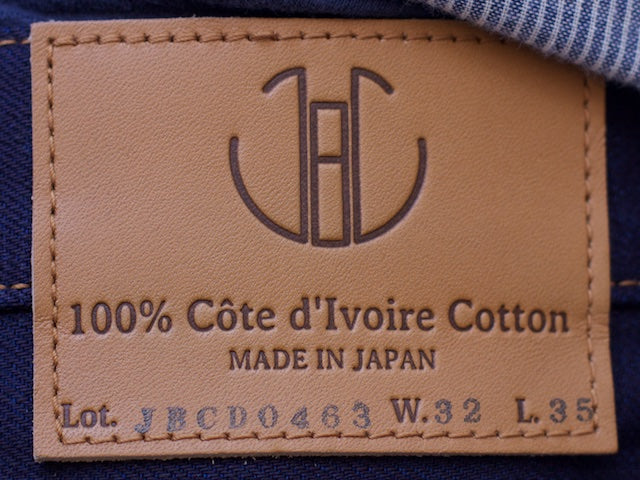 JBC
100% Côte d'Ivoire Cotton
MADE IN JAPAN
Lot. JBCD0463 W.32 L.35